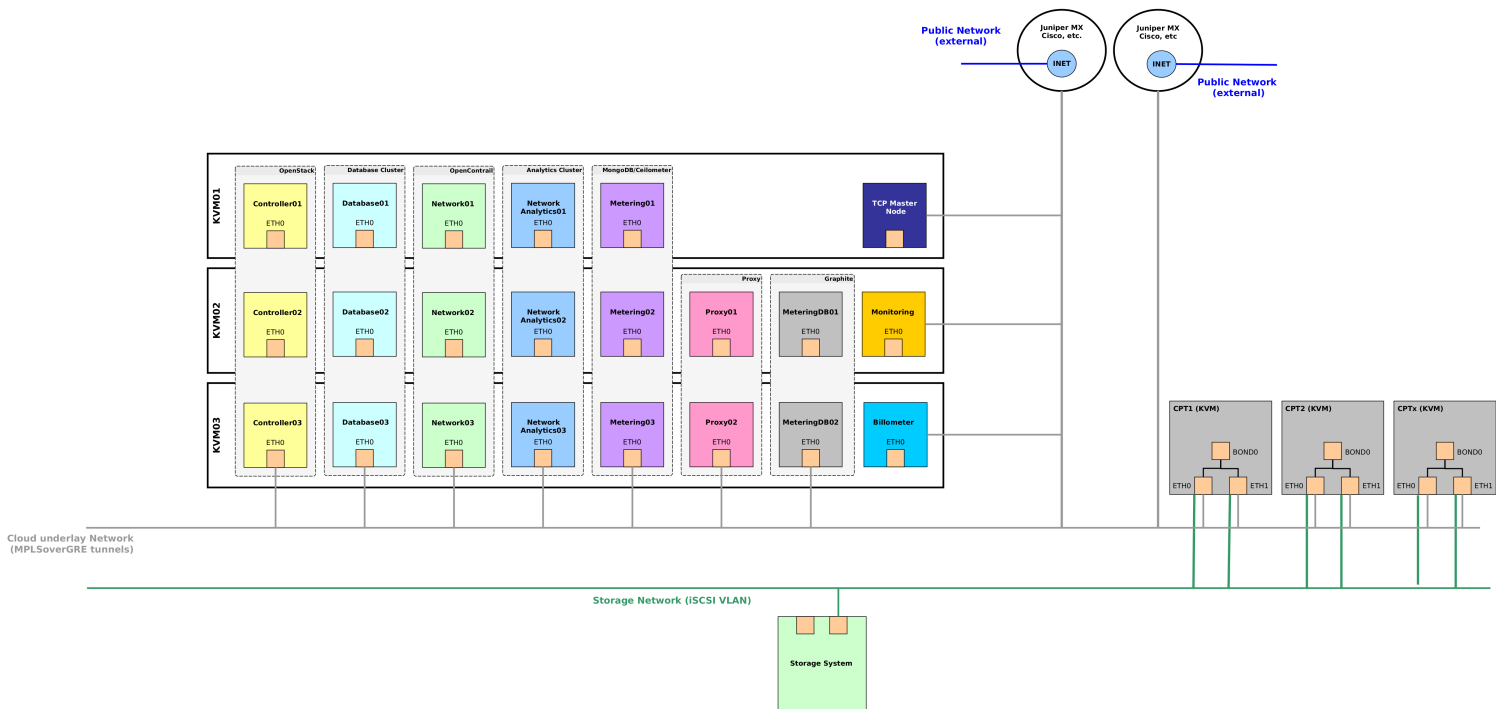 Juniper MX
Cisco, etc.
INET
Public Network
(external)
Juniper MX
Cisco, etc
INET
Public Network
(external)
KVM01
OpenStack
Database Cluster
OpenContrail
Analytics Cluster
MongoDB/Ceilometer
Controller01
ETH0
Database01
ETH0
Network01
ETH0
Network
Analytics01
ETH0
Metering01
ETH0
TCP Master
Node
KVM02
Proxy
Graphite
Controller02
ETH0
Database02
ETH0
Network02
ETH0
Network
Analytics02
ETH0
Metering02
ETH0
Proxy01
ETH0
MeteringDB01
ETH0
Monitoring
ETH0
KVM03
Controller03
ETH0
Database03
ETH0
Network03
ETH0
Network
Analytics03
ETH0
Metering03
ETH0
Proxy02
ETH0
MeteringDB02
ETH0
Billometer
ETH0
CPT1 (KVM)
BOND0
ETH0
ETH1
CPT2 (KVM)
BOND0
ETH0
ETH1
CPTx (KVM)
BOND0
ETH0
ETH1
Cloud underlay Network
(MPLSoverGRE tunnels)
Storage Network (iSCSI VLAN)
Storage System